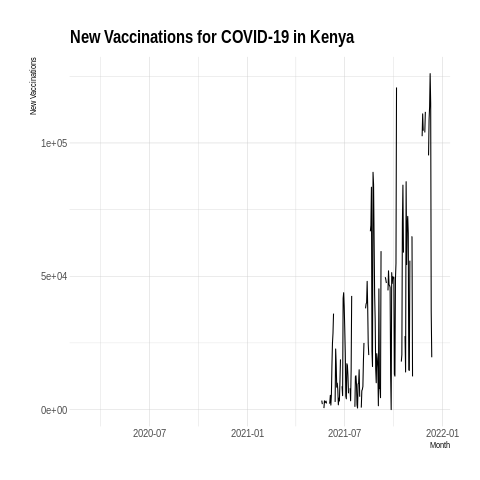 New Vaccinations for COVID-19 in Kenya
New Vaccinations
1e+05
5e+04
0e+00
2020-07
2021-01
2021-07
2022-01
Month